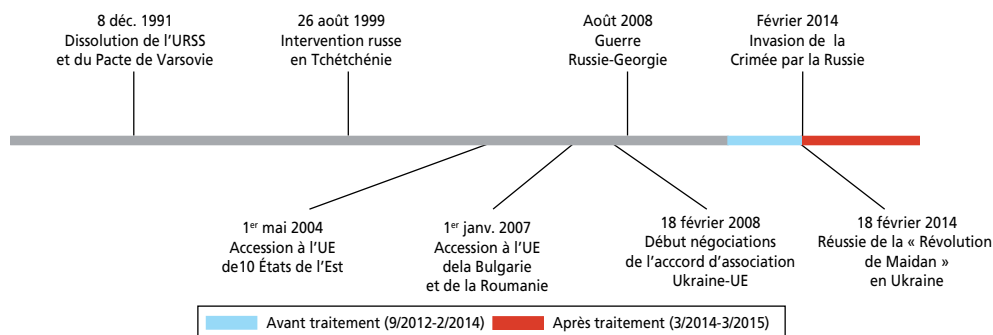 8 déc. 1991
Dissolution de l'URSS
et du Pacte de Varsovie
26 août 1999
Intervention russe
en Tchétchénie
Août 2008
Guerre
Russie-Georgie
Février 2014
Invasion de la
Crimée par la Russie
1er mai 2004
Accession à l'UE
de10 États de l'Est
1er janv. 2007
Accession à l'UE
dela Bulgarie
et de la Roumanie
18 février 2008
Début négociations
de l'acccord d'association
Ukraine-UE
18 février 2014
Réussie de la « Révolution
de Maidan »
en Ukraine
Avant traitement (9/2012-2/2014) Après traitement (3/2014-3/2015)